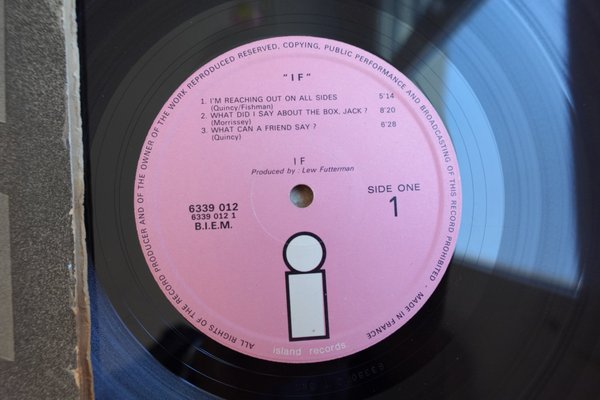 ALL RIGHTS OF THE RECORD PRODUCER AND OF THE OWNER OF THE WORK REPRODUCED RESERVED, COPYING, PUBLIC PERFORMANCE AND BROADCASTING OF THIS RECORD PROHIBITED - MADE IN FRANCE
"IF"
1. I'M REACHING OUT ON ALL SIDES 5'14
(Quincy/Fishman)
2. WHAT DID I SAY ABOUT THE BOX, JACK ? 8'20
(Morrissey)
3. WHAT CAN A FRIEND SAY ? 6'28
(Quincy)
IF
Produced by : Lew Futterman
6339 012
6339 012 1
B.I.E.M.
SIDE ONE
1
i
island records